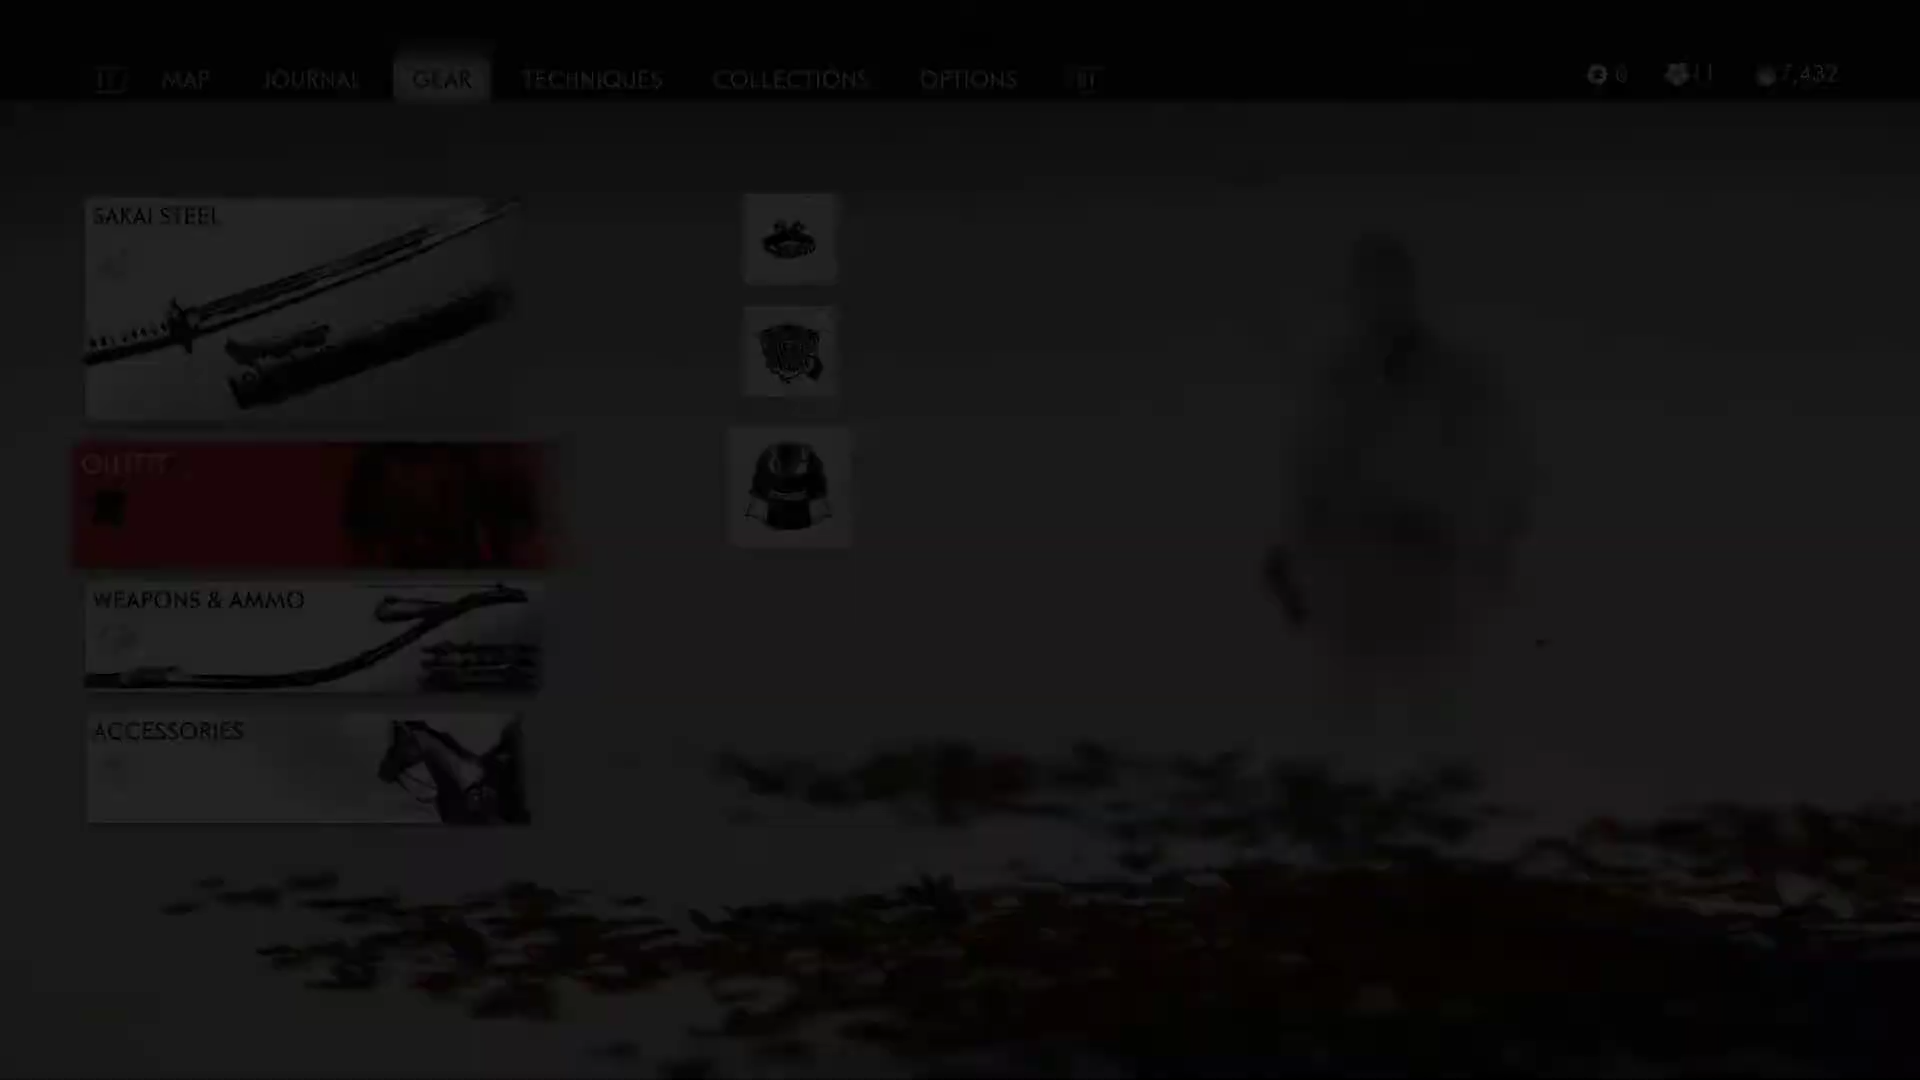 MAP JOURNAL GEAR TECHNIQUES COLLECTIONS OPTIONS
7,432
SAKAI STEEL
OUTFIT
WEAPONS & AMMO
ACCESSORIES